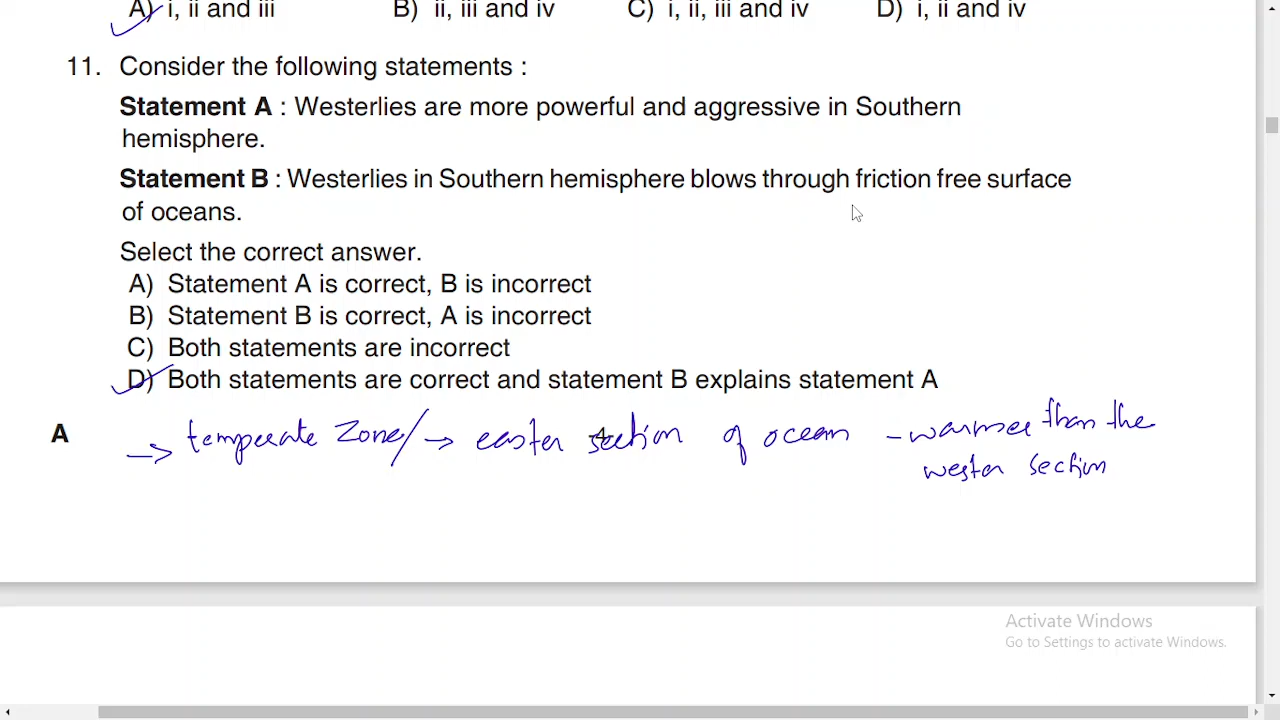 A) i, ii and iii B) ii, iii and iv C) i, ii, iii and iv D) i, ii and iv
11. Consider the following statements :
Statement A : Westerlies are more powerful and aggressive in Southern
hemisphere.
Statement B : Westerlies in Southern hemisphere blows through friction free surface
of oceans.
Select the correct answer.
A) Statement A is correct, B is incorrect
B) Statement B is correct, A is incorrect
C) Both statements are incorrect
D) Both statements are correct and statement B explains statement A
A → temperate Zone/→ easter section of ocean - warmer than the
wester section
4
Activate Windows
Go to Settings to activate Windows.